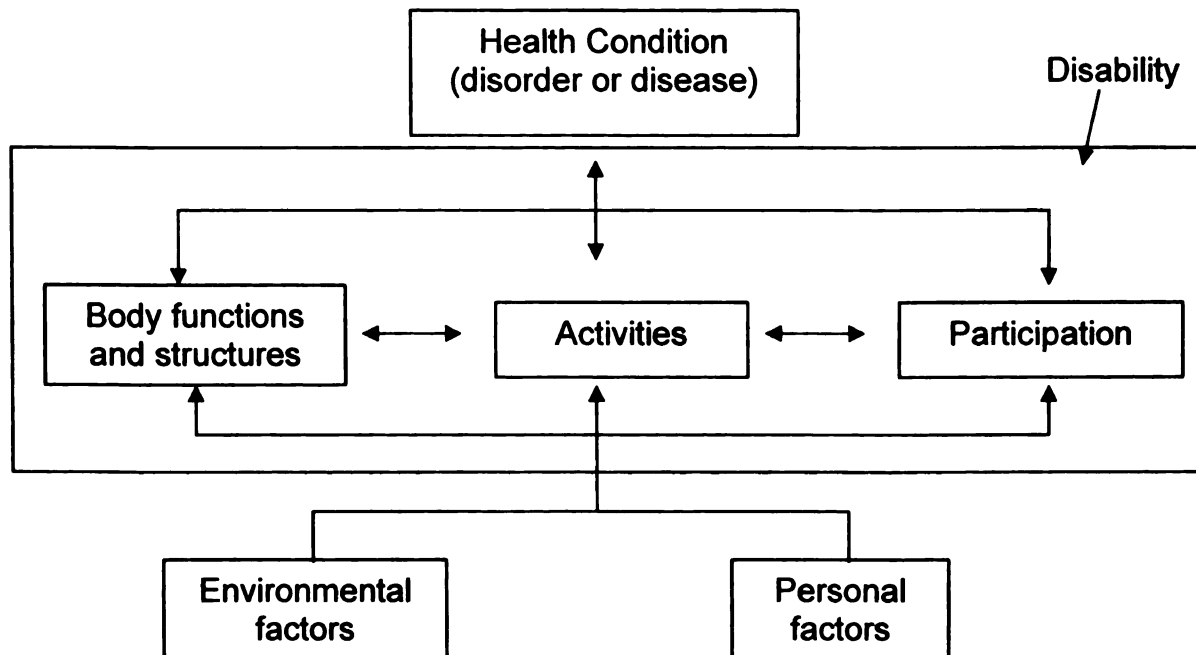 Health Condition
(disorder or disease)
Disability
Body functions
and structures
Activities
Participation
Environmental
factors
Personal
factors